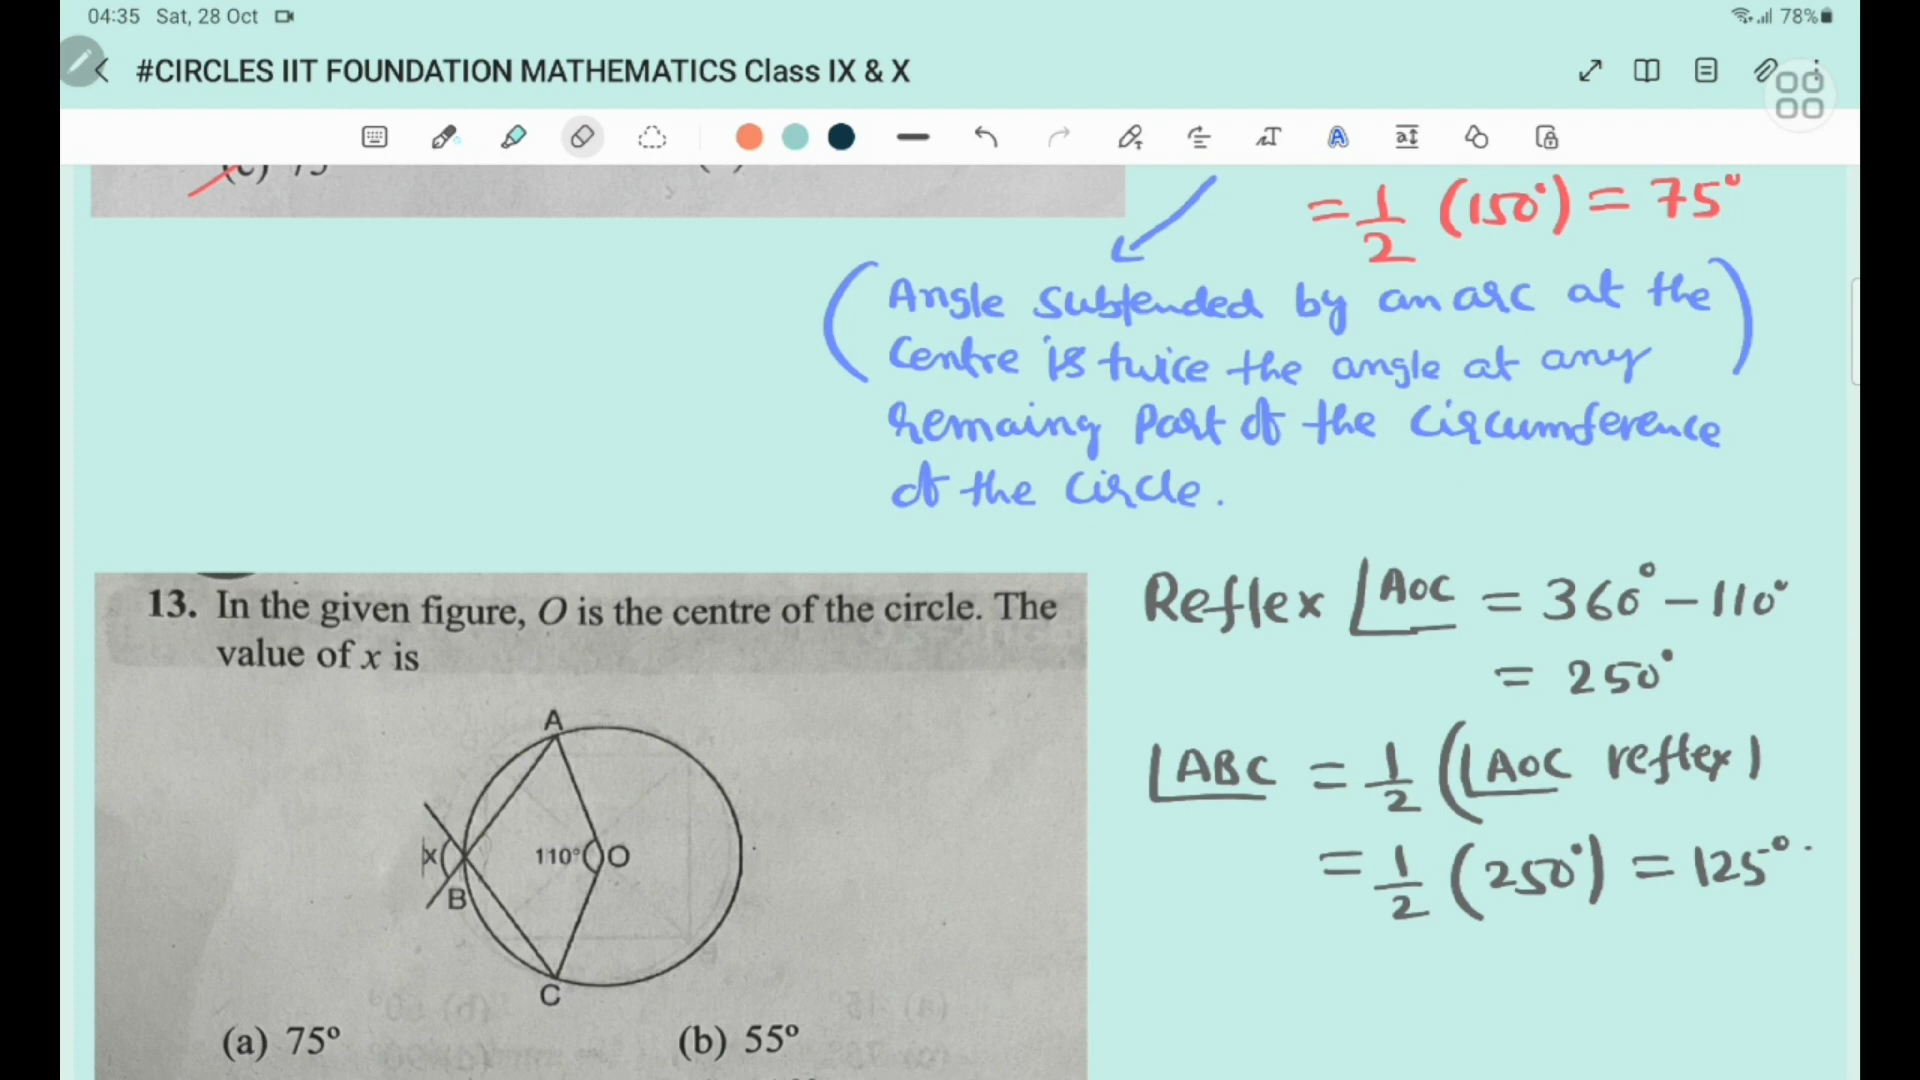 04:35 Sat, 28 Oct
78%
#CIRCLES IIT FOUNDATION MATHEMATICS Class IX & X
(c) 75
= 1/2 (150°) = 75°
(Angle subtended by an arc at the
centre is twice the angle at any
remaing part of the circumference
of the circle.)
13. In the given figure, O is the centre of the circle. The
value of x is
A
x
110°
O
B
C
(a) 75°
(b) 55°
Reflex ∠AOC = 360° - 110°
= 250°
∠ABC = 1/2 (∠AOC reflex)
= 1/2 (250°) = 125°.